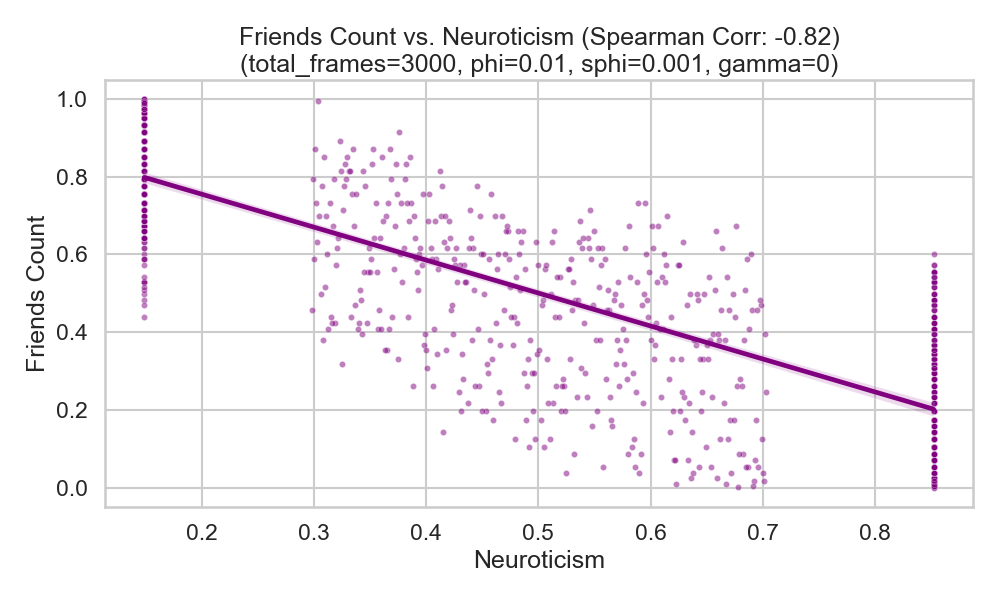 Friends Count vs. Neuroticism (Spearman Corr: -0.82)
(total_frames=3000, phi=0.01, sphi=0.001, gamma=0)
Friends Count
1.0
0.8
0.6
0.4
0.2
0.0
0.2 0.3 0.4 0.5 0.6 0.7 0.8
Neuroticism